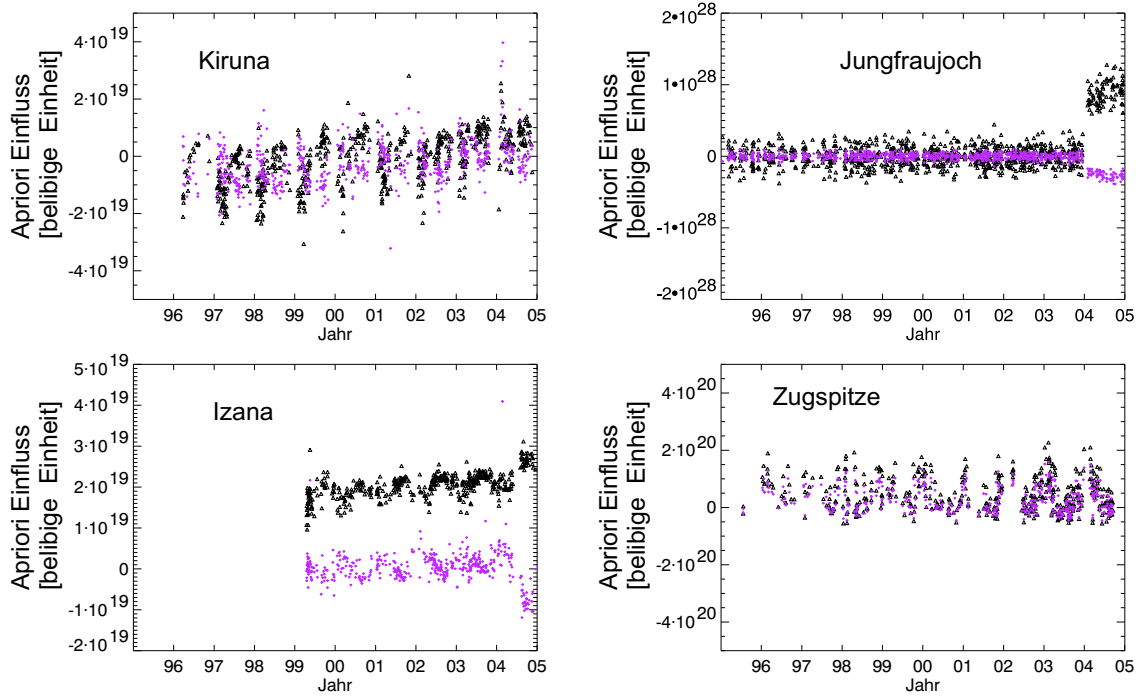 Kiruna
Apriori Einfluss
[belibige Einheit]
4·10 19
2·10 19
0
-2·10 19
-4·10 19
96 97 98 99 00 01 02 03 04 05
Jahr
Jungfraujoch
Apriori Einfluss
[belibige Einheit]
2•10 28
1•10 28
0
-1•10 28
-2•10 28
96 97 98 99 00 01 02 03 04 05
Jahr
Izana
Apriori Einfluss
[belibige Einheit]
5·10 19
4·10 19
3·10 19
2·10 19
1·10 19
0
-1·10 19
-2·10 19
96 97 98 99 00 01 02 03 04 05
Jahr
Zugspitze
Apriori Einfluss
[belibige Einheit]
4·10 20
2·10 20
0
-2·10 20
-4·10 20
96 97 98 99 00 01 02 03 04 05
Jahr